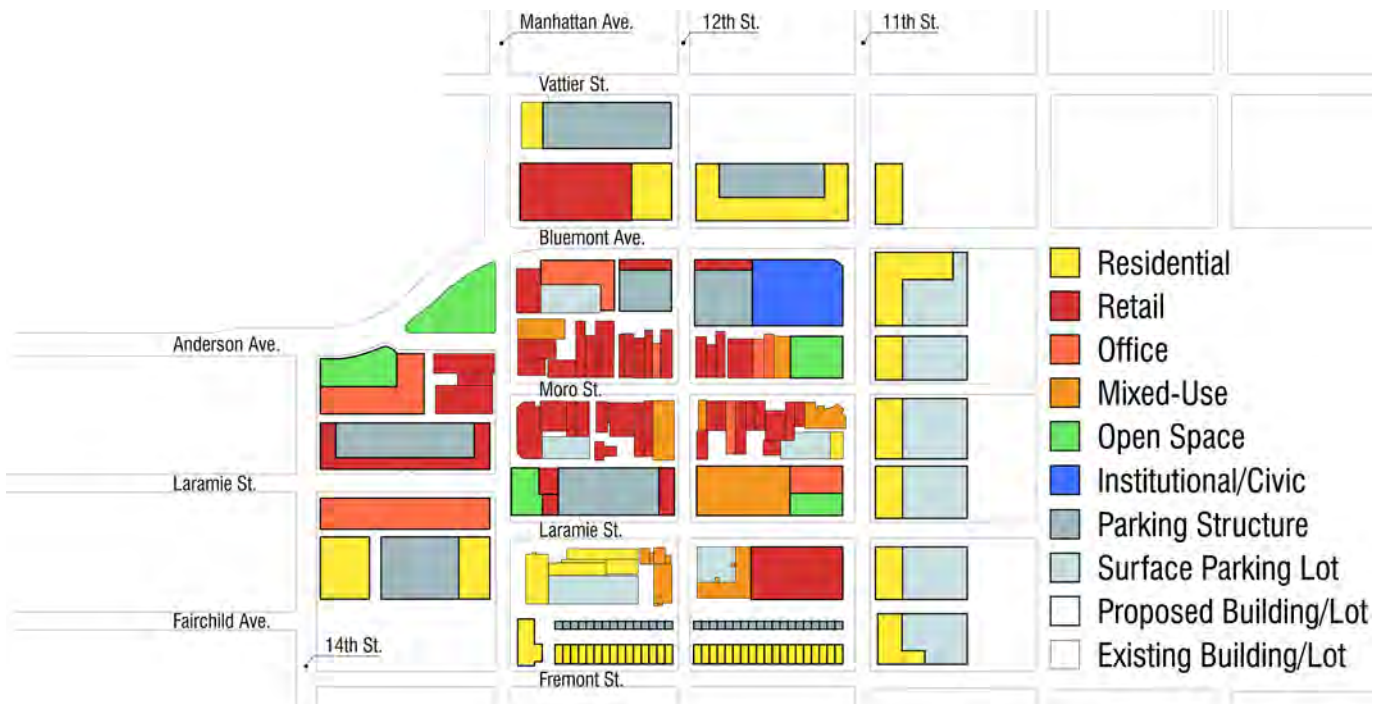 Manhattan Ave.
12th St.
11th St.
Vattier St.
Bluemont Ave.
Anderson Ave.
Moro St.
Laramie St.
Laramie St.
Fairchild Ave.
14th St.
Fremont St.
Residential
Retail
Office
Mixed-Use
Open Space
Institutional/Civic
Parking Structure
Surface Parking Lot
Proposed Building/Lot
Existing Building/Lot